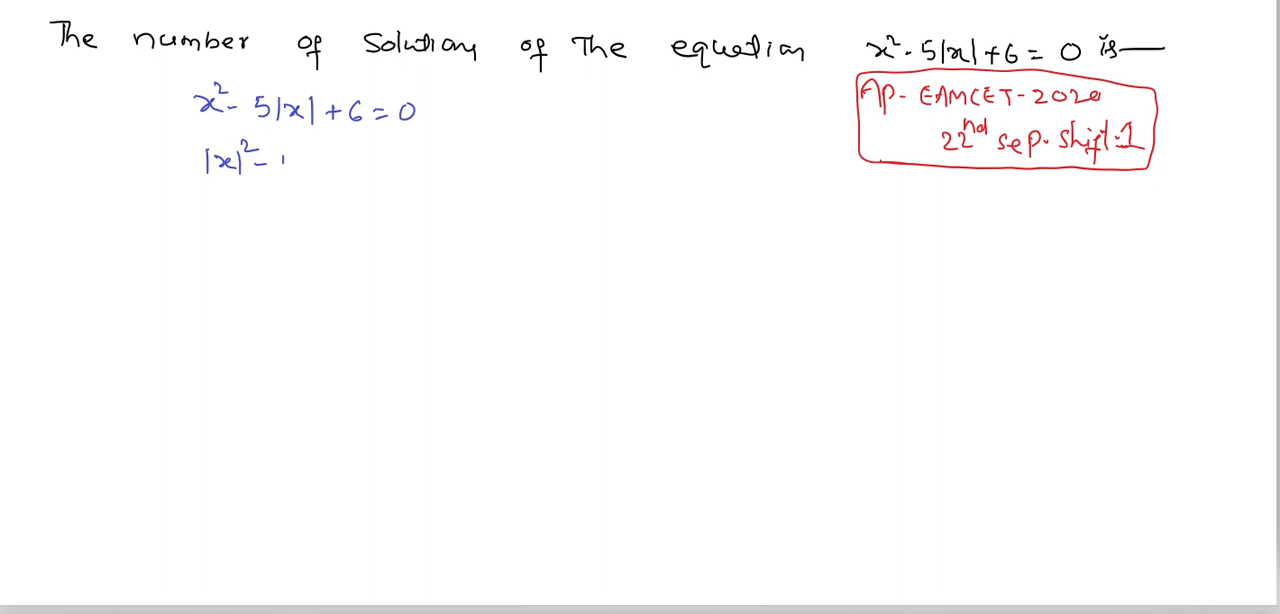 The number of Solution of The equation x² - 5|x| + 6 = 0 is —
AP- EAMCET-2020
22nd sep. Shift-1
x² - 5|x| + 6 = 0
|x|² -